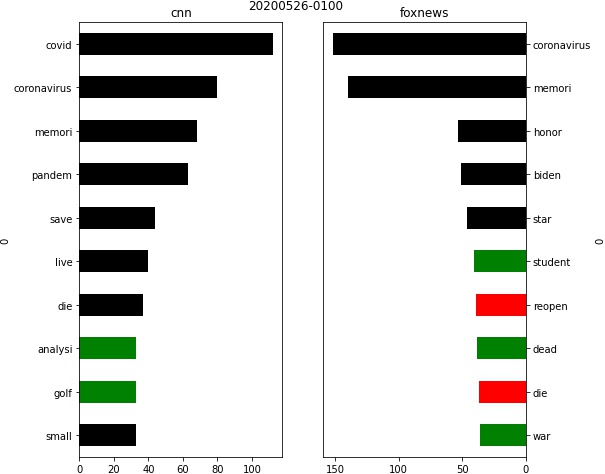 20200526-0100
cnn
foxnews
covid
coronavirus
memori
pandem
save
live
die
analysi
golf
small
0
0 20 40 60 80 100
coronavirus
memori
honor
biden
star
student
reopen
dead
die
war
0
150 100 50 0